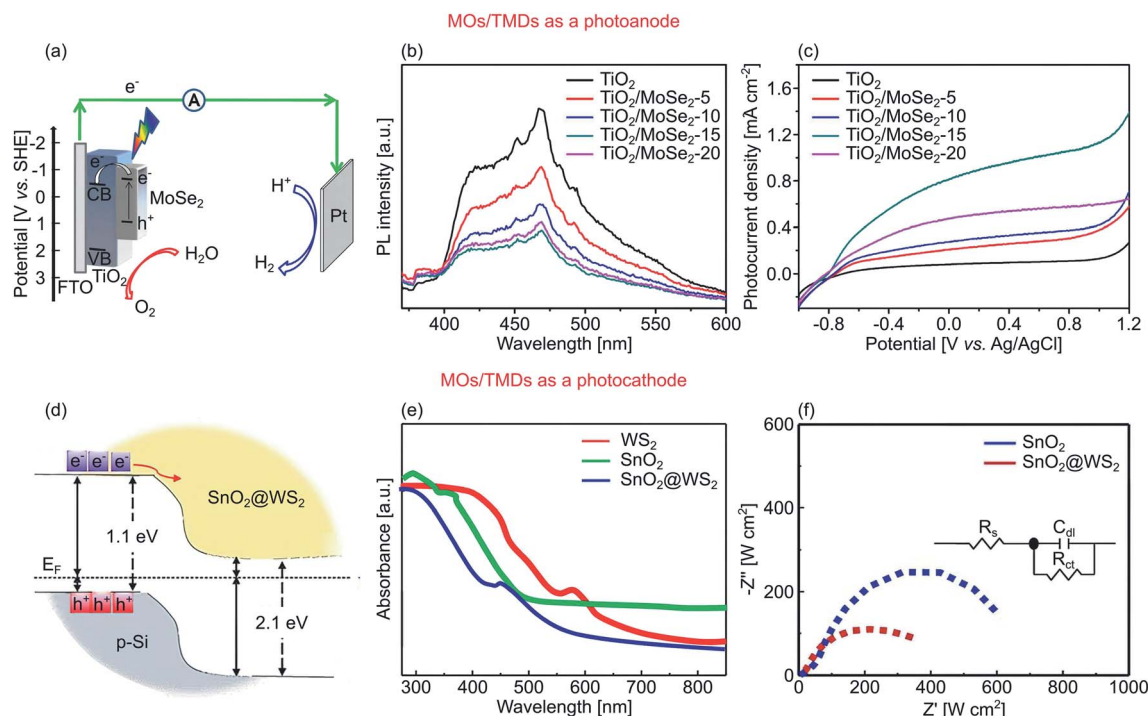 MOs/TMDs as a photoanode
(a)
e⁻
A
Potential [V vs. SHE]
-2
-1
0
1
2
3
e⁻
CB
VB
FTO
TiO₂
e⁻
MoSe₂
h⁺
H₂O
O₂
H⁺
H₂
Pt
(b)
PL intensity [a.u.]
TiO₂
TiO₂/MoSe₂-5
TiO₂/MoSe₂-10
TiO₂/MoSe₂-15
TiO₂/MoSe₂-20
400 450 500 550 600
Wavelength [nm]
(c)
Photocurrent density [mA cm⁻²]
1.6
1.2
0.8
0.4
0.0
TiO₂
TiO₂/MoSe₂-5
TiO₂/MoSe₂-10
TiO₂/MoSe₂-15
TiO₂/MoSe₂-20
-0.8 -0.4 0.0 0.4 0.8 1.2
Potential [V vs. Ag/AgCl]
MOs/TMDs as a photocathode
(d)
e⁻ e⁻ e⁻
SnO₂@WS₂
1.1 eV
E_F
h⁺ h⁺ h⁺
2.1 eV
p-Si
(e)
Absorbance [a.u.]
WS₂
SnO₂
SnO₂@WS₂
300 400 500 600 700 800
Wavelength [nm]
(f)
-Z" [W cm²]
600
400
200
0
SnO₂
SnO₂@WS₂
R_s
C_dl
R_ct
0 200 400 600 800 1000
Z' [W cm²]